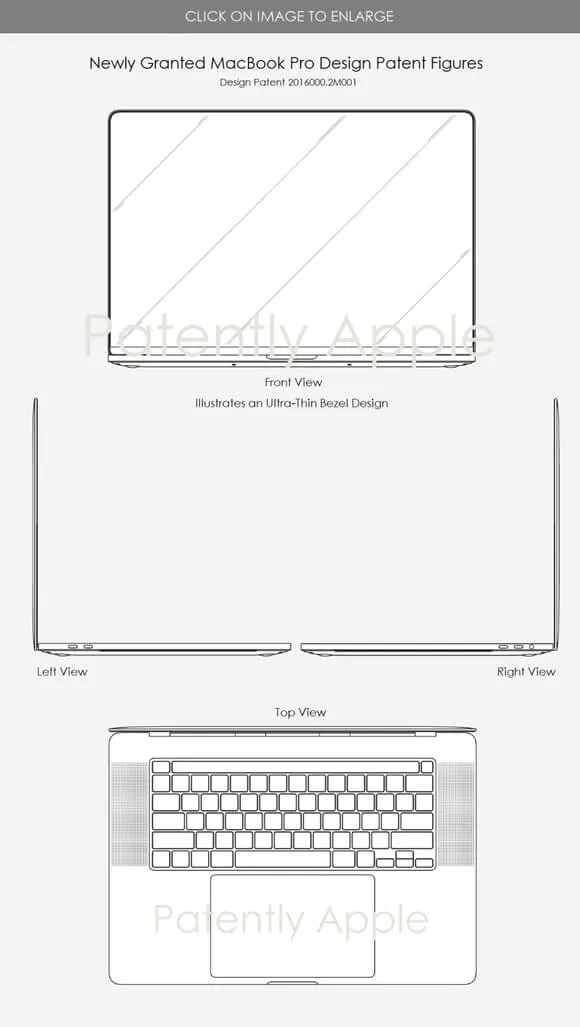 CLICK ON IMAGE TO ENLARGE
Newly Granted MacBook Pro Design Patent Figures
Design Patent 2016000.2M001
Patently Apple
Front View
Illustrates an Ultra-Thin Bezel Design
Left View
Right View
Top View
Patently Apple